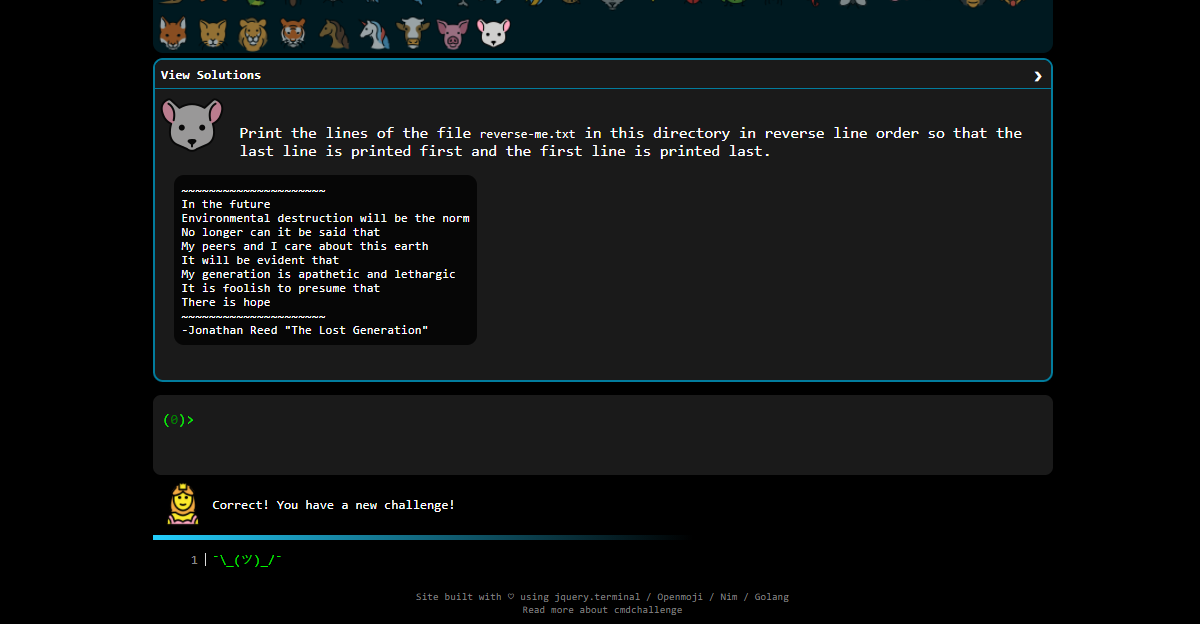 View Solutions ❯
Print the lines of the file reverse-me.txt in this directory in reverse line order so that the
last line is printed first and the first line is printed last.
~~~~~~~~~~~~~~~~~~~~~
In the future
Environmental destruction will be the norm
No longer can it be said that
My peers and I care about this earth
It will be evident that
My generation is apathetic and lethargic
It is foolish to presume that
There is hope
~~~~~~~~~~~~~~~~~~~~~
-Jonathan Reed "The Lost Generation"
(0)>
Correct! You have a new challenge!
1 ¯\_(ツ)_/¯
Site built with ♡ using jquery.terminal / Openmoji / Nim / Golang
Read more about cmdchallenge